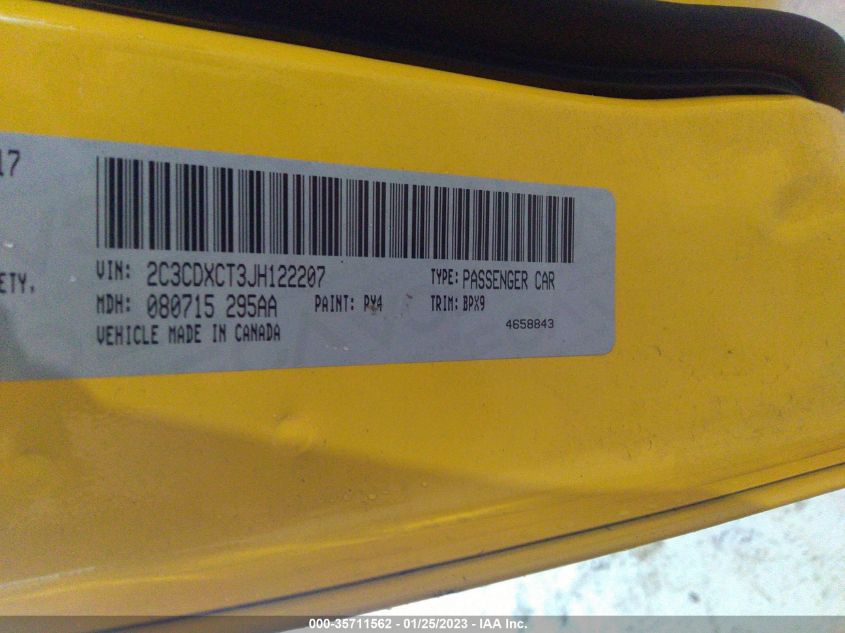 17
ETY,
VIN: 2C3CDXCT3JH122207 TYPE: PASSENGER CAR
MDH: 080715 295AA PAINT: PY4 TRIM: BPX9
VEHICLE MADE IN CANADA 4658843
000-35711562 - 01/25/2023 - IAA Inc.